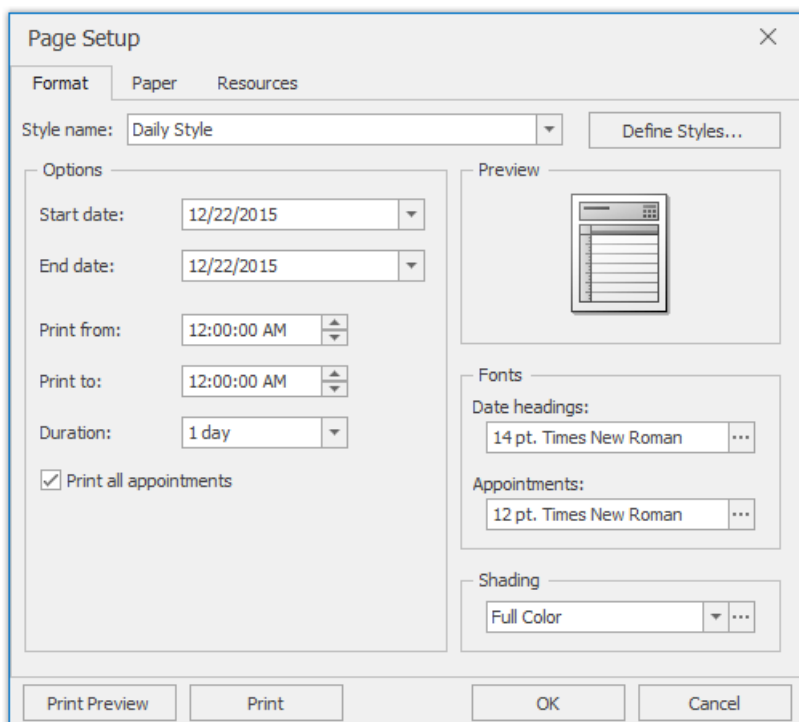 Page Setup
Format Paper Resources
Style name: Daily Style Define Styles...
Options
Start date: 12/22/2015
End date: 12/22/2015
Print from: 12:00:00 AM
Print to: 12:00:00 AM
Duration: 1 day
Print all appointments
Preview
Fonts
Date headings:
14 pt. Times New Roman ...
Appointments:
12 pt. Times New Roman ...
Shading
Full Color ...
Print Preview Print OK Cancel